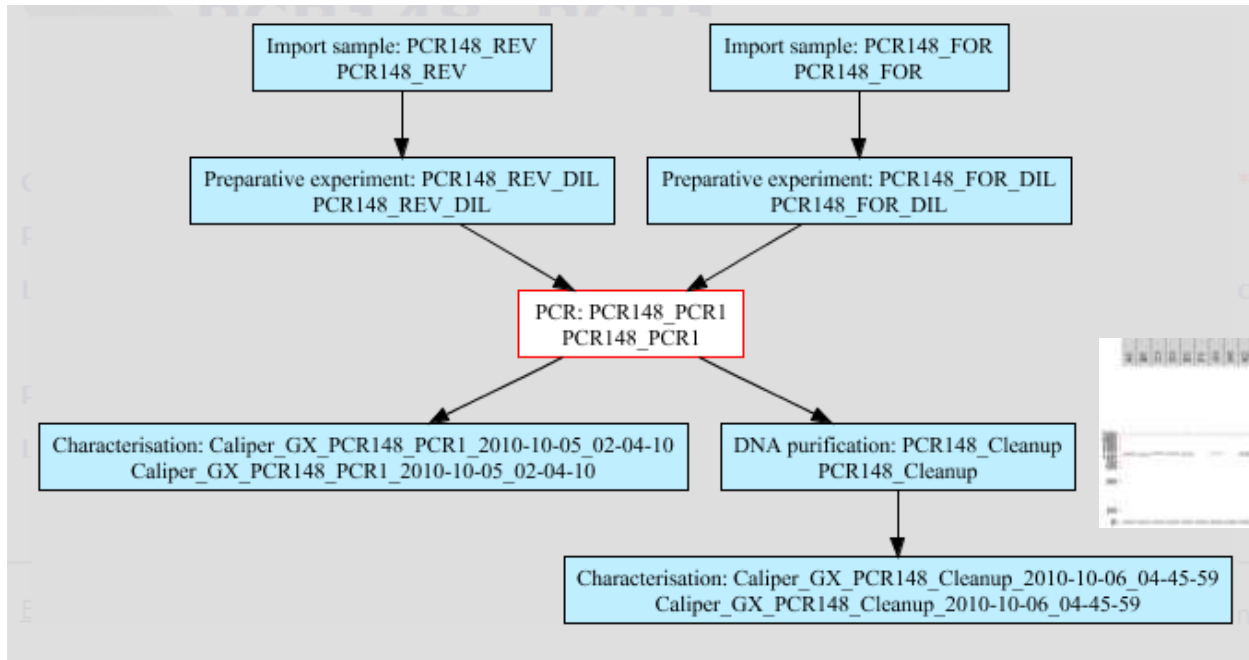 Import sample: PCR148_REV
PCR148_REV
Import sample: PCR148_FOR
PCR148_FOR
Preparative experiment: PCR148_REV_DIL
PCR148_REV_DIL
Preparative experiment: PCR148_FOR_DIL
PCR148_FOR_DIL
PCR: PCR148_PCR1
PCR148_PCR1
Characterisation: Caliper_GX_PCR148_PCR1_2010-10-05_02-04-10
Caliper_GX_PCR148_PCR1_2010-10-05_02-04-10
DNA purification: PCR148_Cleanup
PCR148_Cleanup
Characterisation: Caliper_GX_PCR148_Cleanup_2010-10-06_04-45-59
Caliper_GX_PCR148_Cleanup_2010-10-06_04-45-59